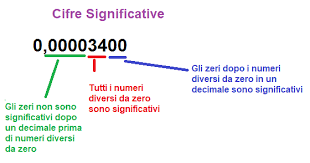 Cifre Significative
0,00003400
Gli zeri dopo i numeri
diversi da zero in un
decimale sono significativi
Tutti i numeri
diversi da zero
sono significativi
Gli zeri non sono
significativi dopo
un decimale prima
di numeri diversi
da zero